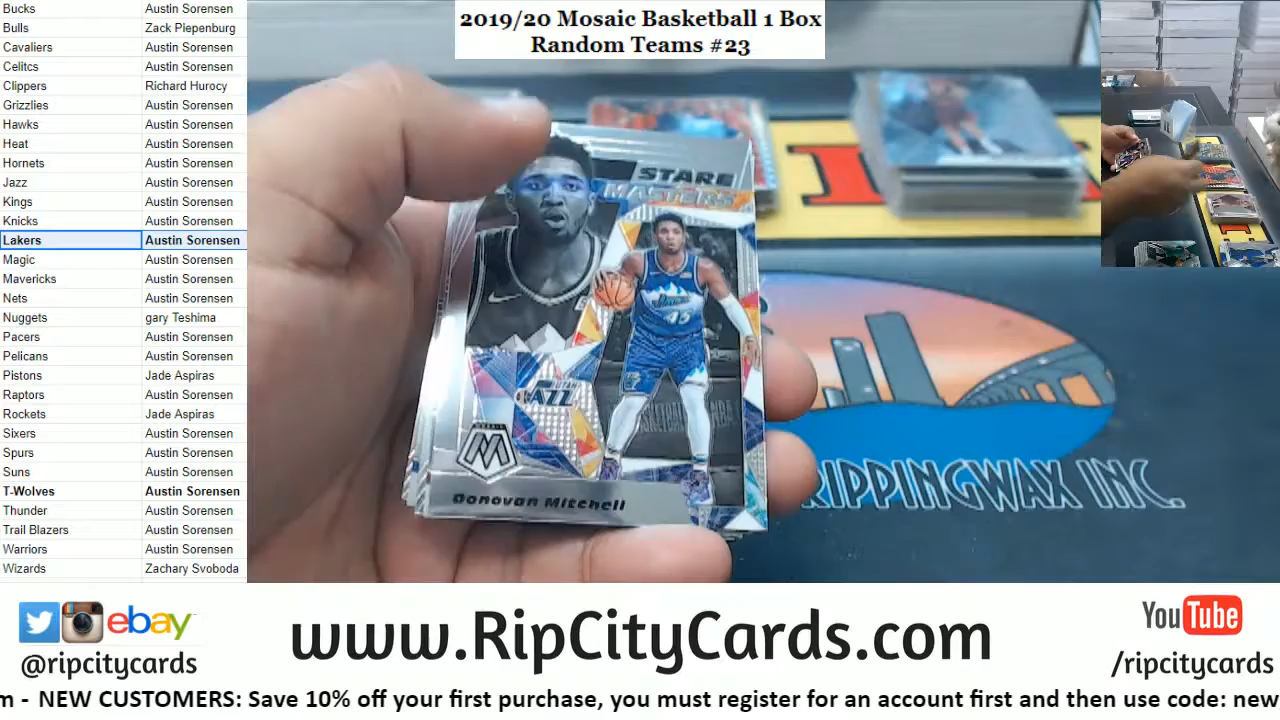 2019/20 Mosaic Basketball 1 Box
Random Teams #23
Bucks Austin Sorensen
Bulls Zack Piepenburg
Cavaliers Austin Sorensen
Celitcs Austin Sorensen
Clippers Richard Hurocy
Grizzlies Austin Sorensen
Hawks Austin Sorensen
Heat Austin Sorensen
Hornets Austin Sorensen
Jazz Austin Sorensen
Kings Austin Sorensen
Knicks Austin Sorensen
Lakers Austin Sorensen
Magic Austin Sorensen
Mavericks Austin Sorensen
Nets Austin Sorensen
Nuggets gary Teshima
Pacers Austin Sorensen
Pelicans Austin Sorensen
Pistons Jade Aspiras
Raptors Austin Sorensen
Rockets Jade Aspiras
Sixers Austin Sorensen
Spurs Austin Sorensen
Suns Austin Sorensen
T-Wolves Austin Sorensen
Thunder Austin Sorensen
Trail Blazers Austin Sorensen
Warriors Austin Sorensen
Wizards Zachary Svoboda
STARE
MASTERS
45
UTAH
JAZZ
MOSAIC
M
Donovan Mitchell
RIPPINGWAX INC.
ebay
@ripcitycards
www.RipCityCards.com
YouTube
/ripcitycards
m - NEW CUSTOMERS: Save 10% off your first purchase, you must register for an account first and then use code: new